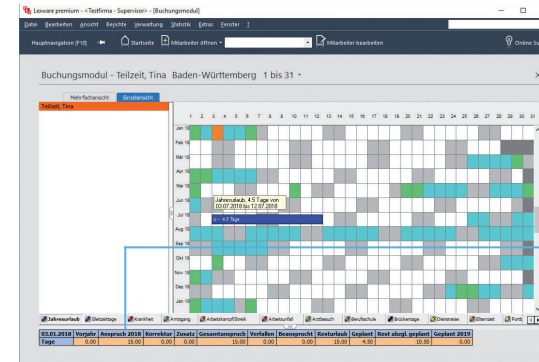 Lexware premium - <Testfirma - Supervisor> - [Buchungsmodul]
Datei Bearbeiten Ansicht Berichte Verwaltung Statistik Extras Fenster ?
Hauptnavigation (F10) Startseite Mitarbeiter öffnen Mitarbeiter bearbeiten Online Su
Buchungsmodul - Teilzeit, Tina Baden-Württemberg 1 bis 31
Mehrfachansicht Einzelansicht
Teilzeit, Tina
1 2 3 4 5 6 7 8 9 10 11 12 13 14 15 16 17 18 19 20 21 22 23 24 25 26 27 28 29 30 31
Jan 18
Feb 18
Mär 18
Apr 18
Mai 18
Jun 18
Jahresurlaub, 4.5 Tage von
03.07.2018 bis 12.07.2018
Jul 18
u - 4.5 Tage
Aug 18
Sep 18
Okt 18
Nov 18
Dez 18
Jan 19
Jahresurlaub Gleitzeittage Krankheit Amtsgang Arbeitskampf/Streik Arbeitsunfall Arztbesuch Berufsschule Brückentage Dienstreise Elternzeit Fortb
03.01.2018 Vorjahr Anspruch 2018 Korrektur Zusatz Gesamtanspruch Verfallen Beansprucht Resturlaub Geplant Rest abzgl. geplant Geplant 2019
Tage 0.00 15.00 0.00 0.00 15.00 0.00 0.00 15.00 4.50 10.50 0.00